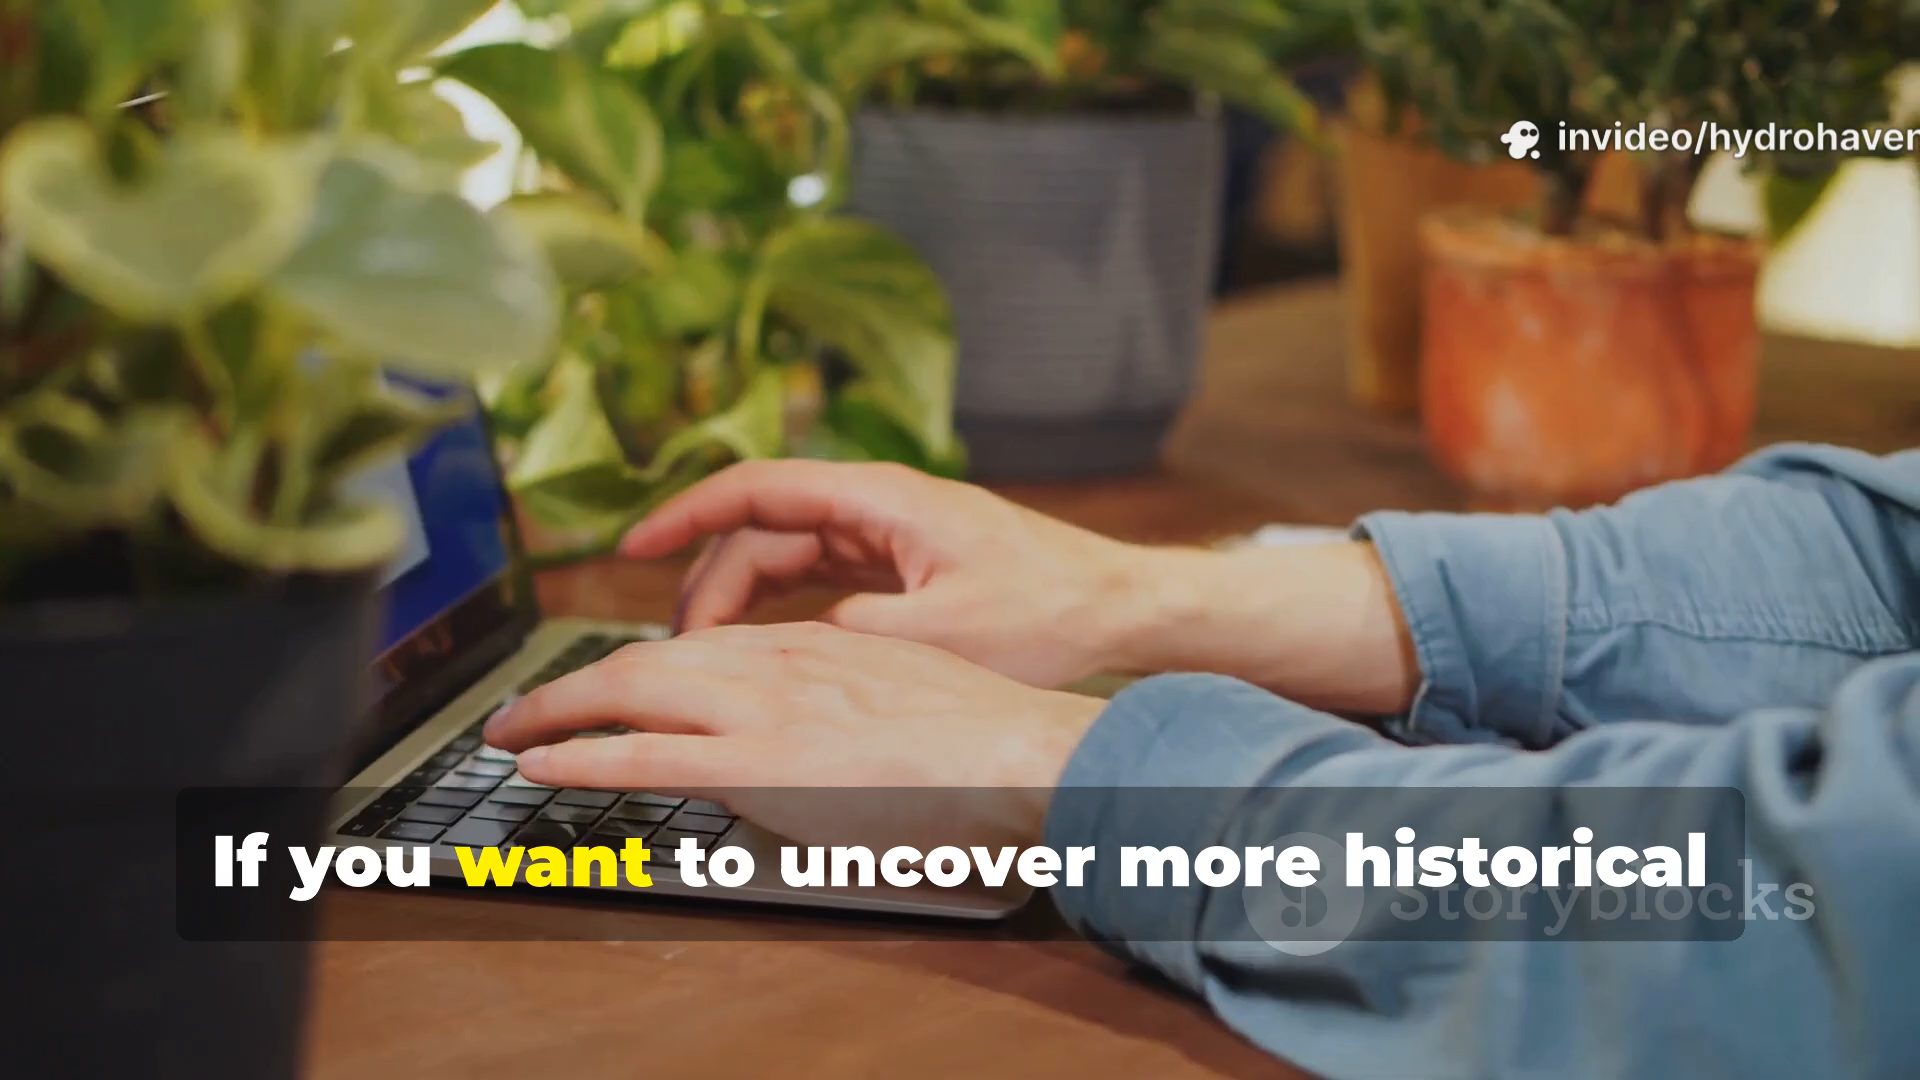 invideo/hydrohaven
If you want to uncover more historical
Storyblocks